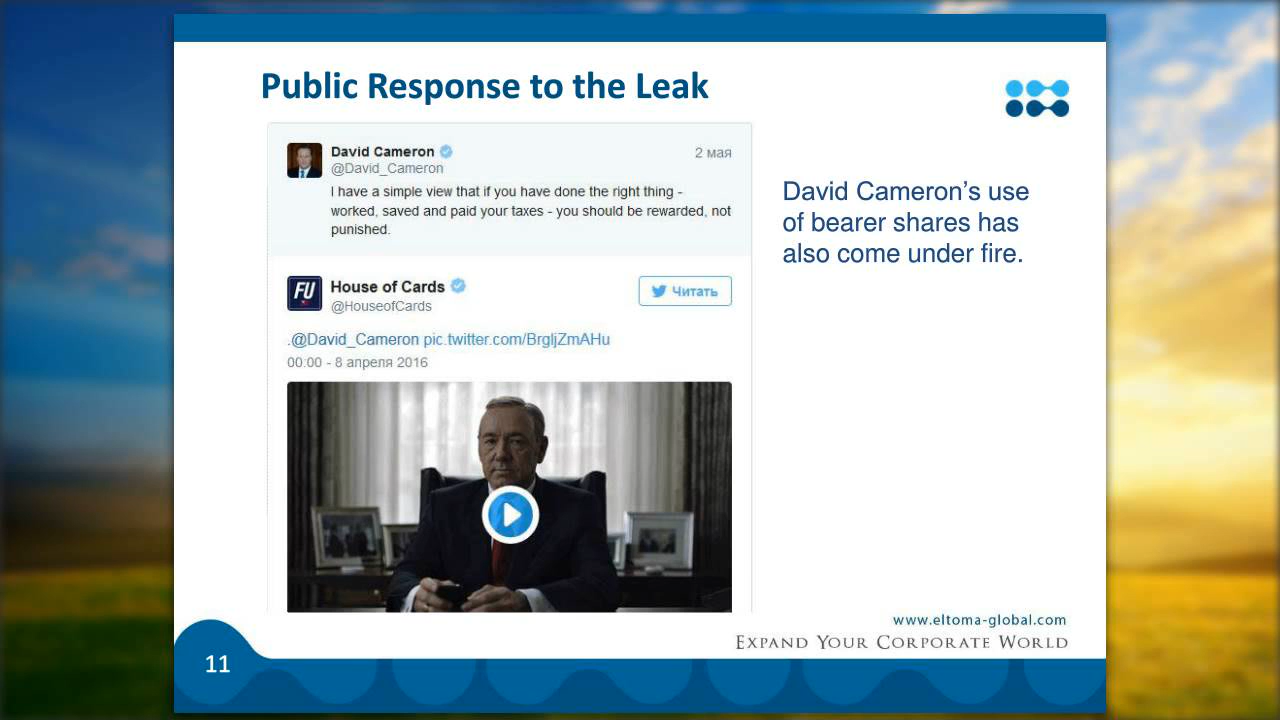 Public Response to the Leak
David Cameron
2 мая
@David_Cameron
I have a simple view that if you have done the right thing -
worked, saved and paid your taxes - you should be rewarded, not
punished.
David Cameron’s use
of bearer shares has
also come under fire.
FU
House of Cards
@HouseofCards
Читать
.@David_Cameron pic.twitter.com/BrgljZmAHu
00:00 - 8 апреля 2016
www.eltoma-global.com
Expand Your Corporate World
11